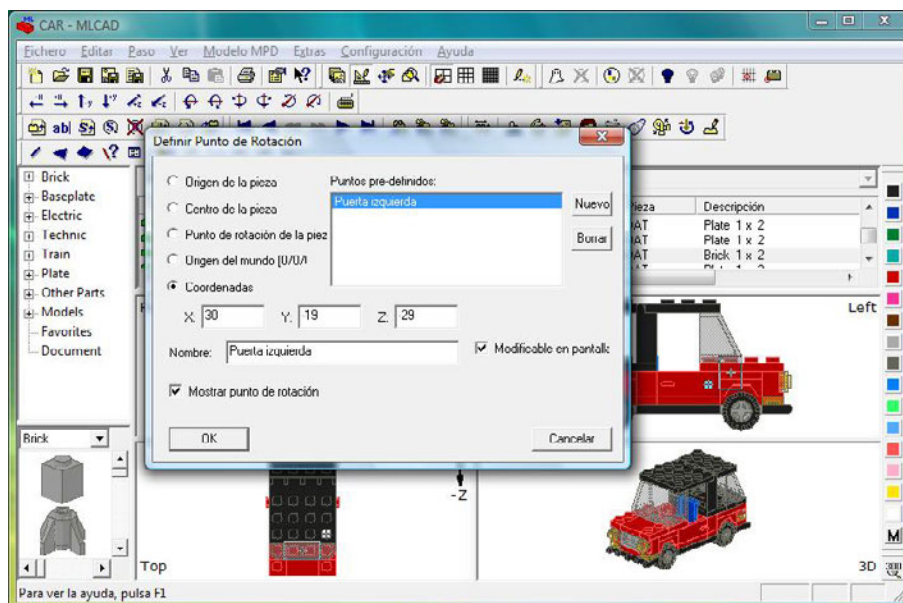 CAR - MLCAD
Fichero Editar Paso Ver Modelo MPD Extras Configuración Ayuda
Definir Punto de Rotación
Origen de la pieza
Centro de la pieza
Punto de rotación de la piez
Origen del mundo [0/0/
Coordenadas
Puntos pre-definidos:
Puerta izquierda
Nuevo
Borrar
X: 30 Y: 19 Z: 29
Nombre: Puerta izquierda
Modificable en pantalla
Mostrar punto de rotación
OK
Cancelar
Brick
Baseplate
Electric
Technic
Train
Plate
Other Parts
Models
Favorites
Document
Pieza Descripción
DAT Plate 1 x 2
DAT Plate 1 x 2
DAT Brick 1 x 2
Left
Brick
-Z
Top
3D
M
Para ver la ayuda, pulsa F1